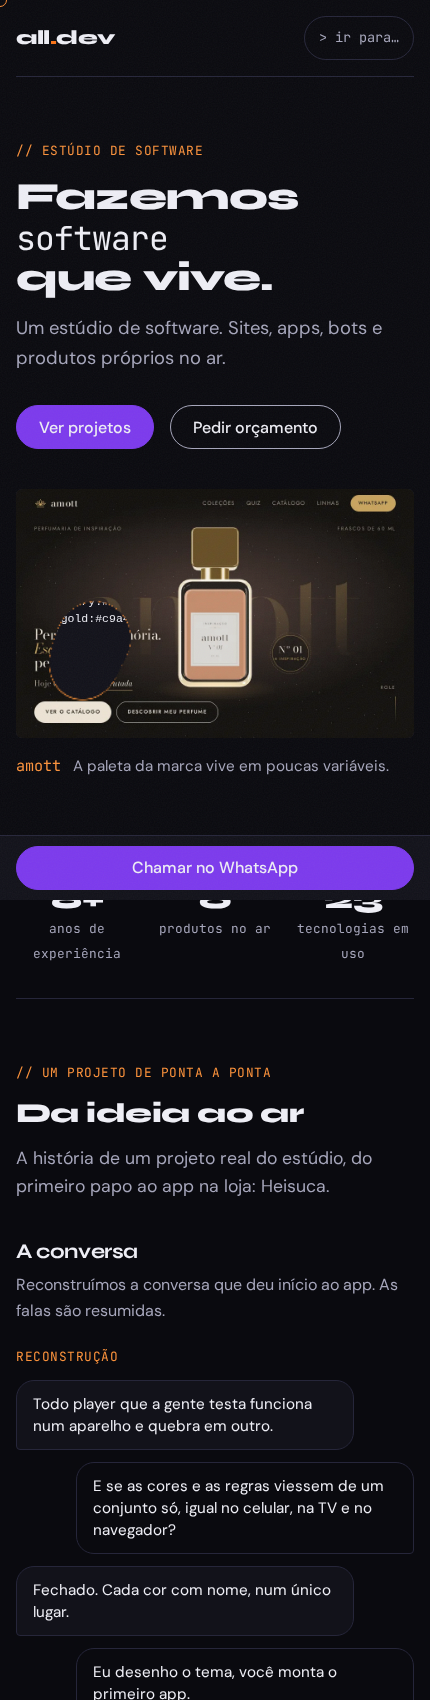 all.dev
> ir para…
// ESTÚDIO DE SOFTWARE
Fazemos
software
que vive.
Um estúdio de software. Sites, apps, bots e
produtos próprios no ar.
Ver projetos
Pedir orçamento
amott
COLEÇÕES QUIZ CATÁLOGO LINHAS WHATSAPP
PERFUMARIA DE INSPIRAÇÃO
FRASCOS DE 60 ML
gold:#c9a
amott
Nº 01
VER O CATÁLOGO
DESCOBRIR MEU PERFUME
amott A paleta da marca vive em poucas variáveis.
Chamar no WhatsApp
anos de
experiência
produtos no ar
tecnologias em
uso
// UM PROJETO DE PONTA A PONTA
Da ideia ao ar
A história de um projeto real do estúdio, do
primeiro papo ao app na loja: Heisuca.
A conversa
Reconstruímos a conversa que deu início ao app. As
falas são resumidas.
RECONSTRUÇÃO
Todo player que a gente testa funciona
num aparelho e quebra em outro.
E se as cores e as regras viessem de um
conjunto só, igual no celular, na TV e no
navegador?
Fechado. Cada cor com nome, num único
lugar.
Eu desenho o tema, você monta o
primeiro app.